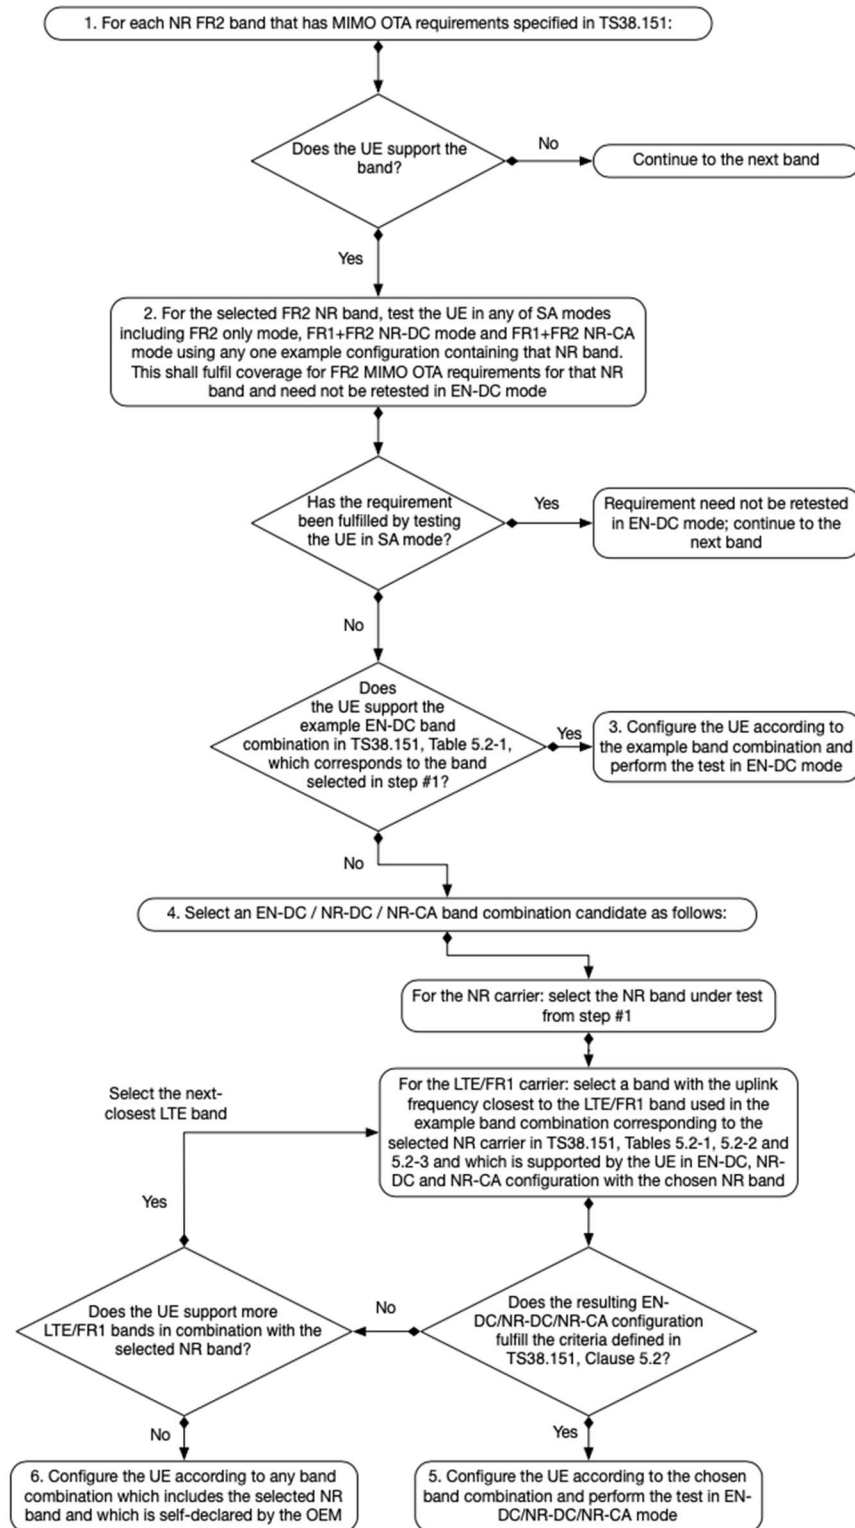 1. For each NR FR2 band that has MIMO OTA requirements specified in TS38.151:
Does the UE support the
band?
No
Continue to the next band
Yes
2. For the selected FR2 NR band, test the UE in any of SA modes
including FR2 only mode, FR1+FR2 NR-DC mode and FR1+FR2 NR-CA
mode using any one example configuration containing that NR band.
This shall fulfil coverage for FR2 MIMO OTA requirements for that NR
band and need not be retested in EN-DC mode
Has the requirement
been fulfilled by testing
the UE in SA mode?
Yes
Requirement need not be retested
in EN-DC mode; continue to the
next band
No
Does
the UE support the
example EN-DC band
combination in TS38.151, Table 5.2-1,
which corresponds to the band
selected in step #1?
Yes
3. Configure the UE according to
the example band combination and
perform the test in EN-DC mode
No
4. Select an EN-DC / NR-DC / NR-CA band combination candidate as follows:
For the NR carrier: select the NR band under test
from step #1
For the LTE/FR1 carrier: select a band with the uplink
frequency closest to the LTE/FR1 band used in the
example band combination corresponding to the
selected NR carrier in TS38.151, Tables 5.2-1, 5.2-2 and
5.2-3 and which is supported by the UE in EN-DC, NR-
DC and NR-CA configuration with the chosen NR band
Select the next-
closest LTE band
Yes
Does the resulting EN-
DC/NR-DC/NR-CA configuration
fulfill the criteria defined in
TS38.151, Clause 5.2?
No
Does the UE support more
LTE/FR1 bands in combination with the
selected NR band?
No
6. Configure the UE according to any band
combination which includes the selected NR
band and which is self-declared by the OEM
Yes
5. Configure the UE according to the chosen
band combination and perform the test in EN-
DC/NR-DC/NR-CA mode